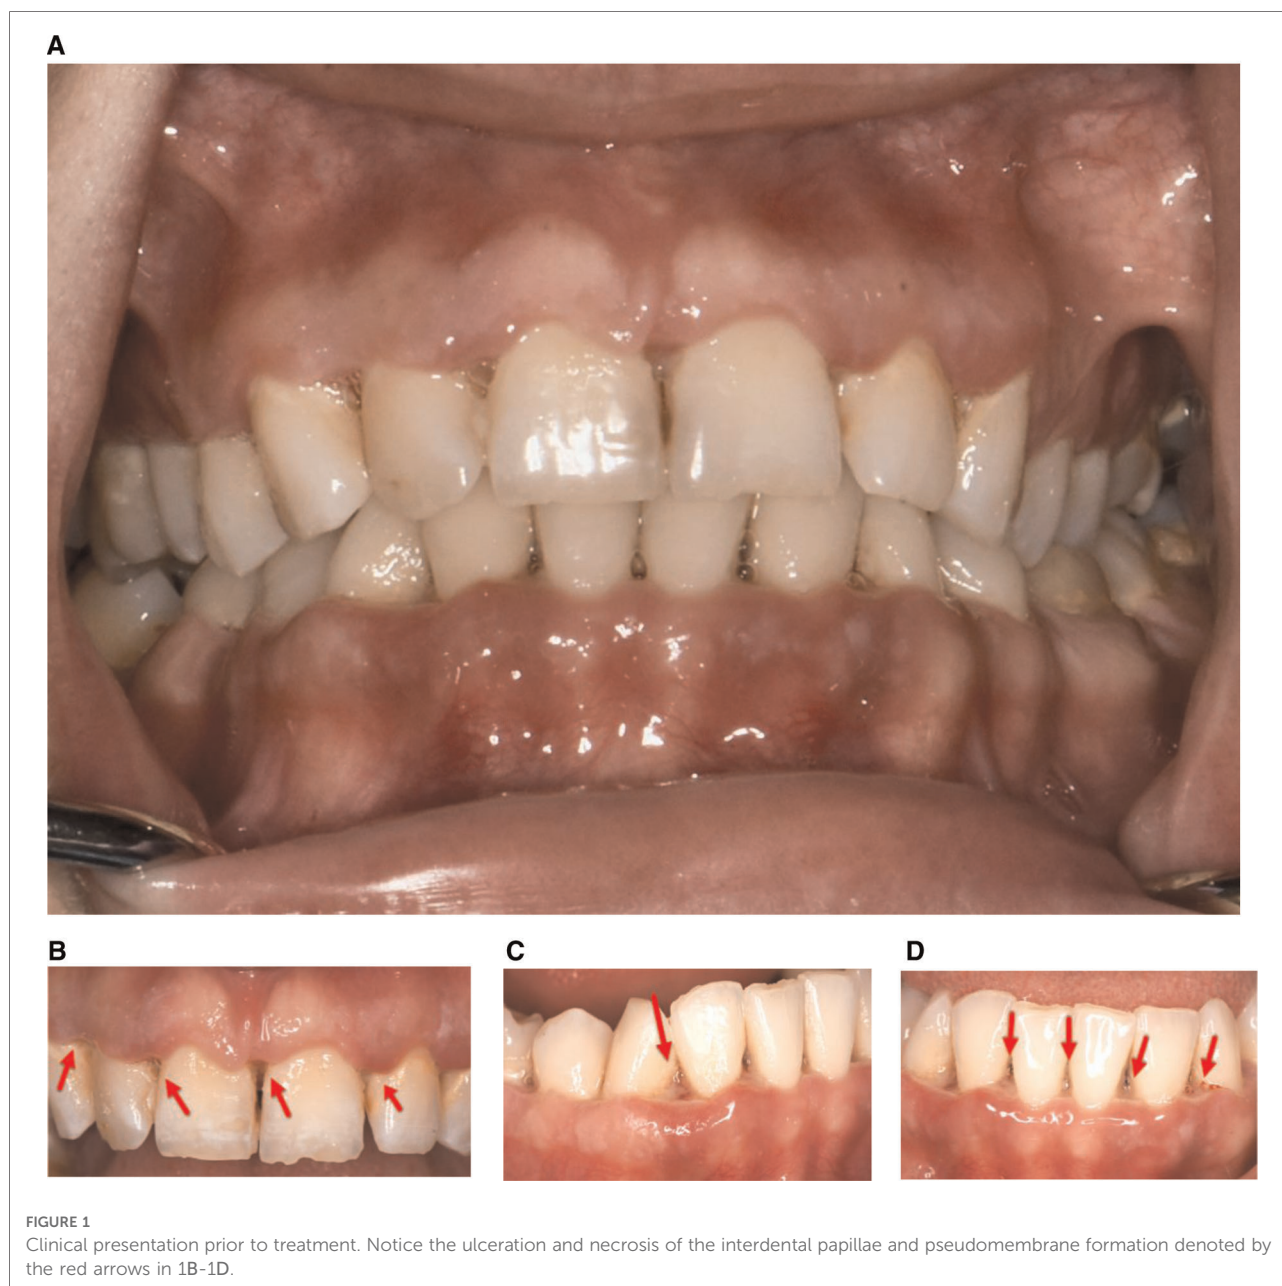 A
B
C
D
FIGURE 1
Clinical presentation prior to treatment. Notice the ulceration and necrosis of the interdental papillae and pseudomembrane formation denoted by
the red arrows in 1B-1D.